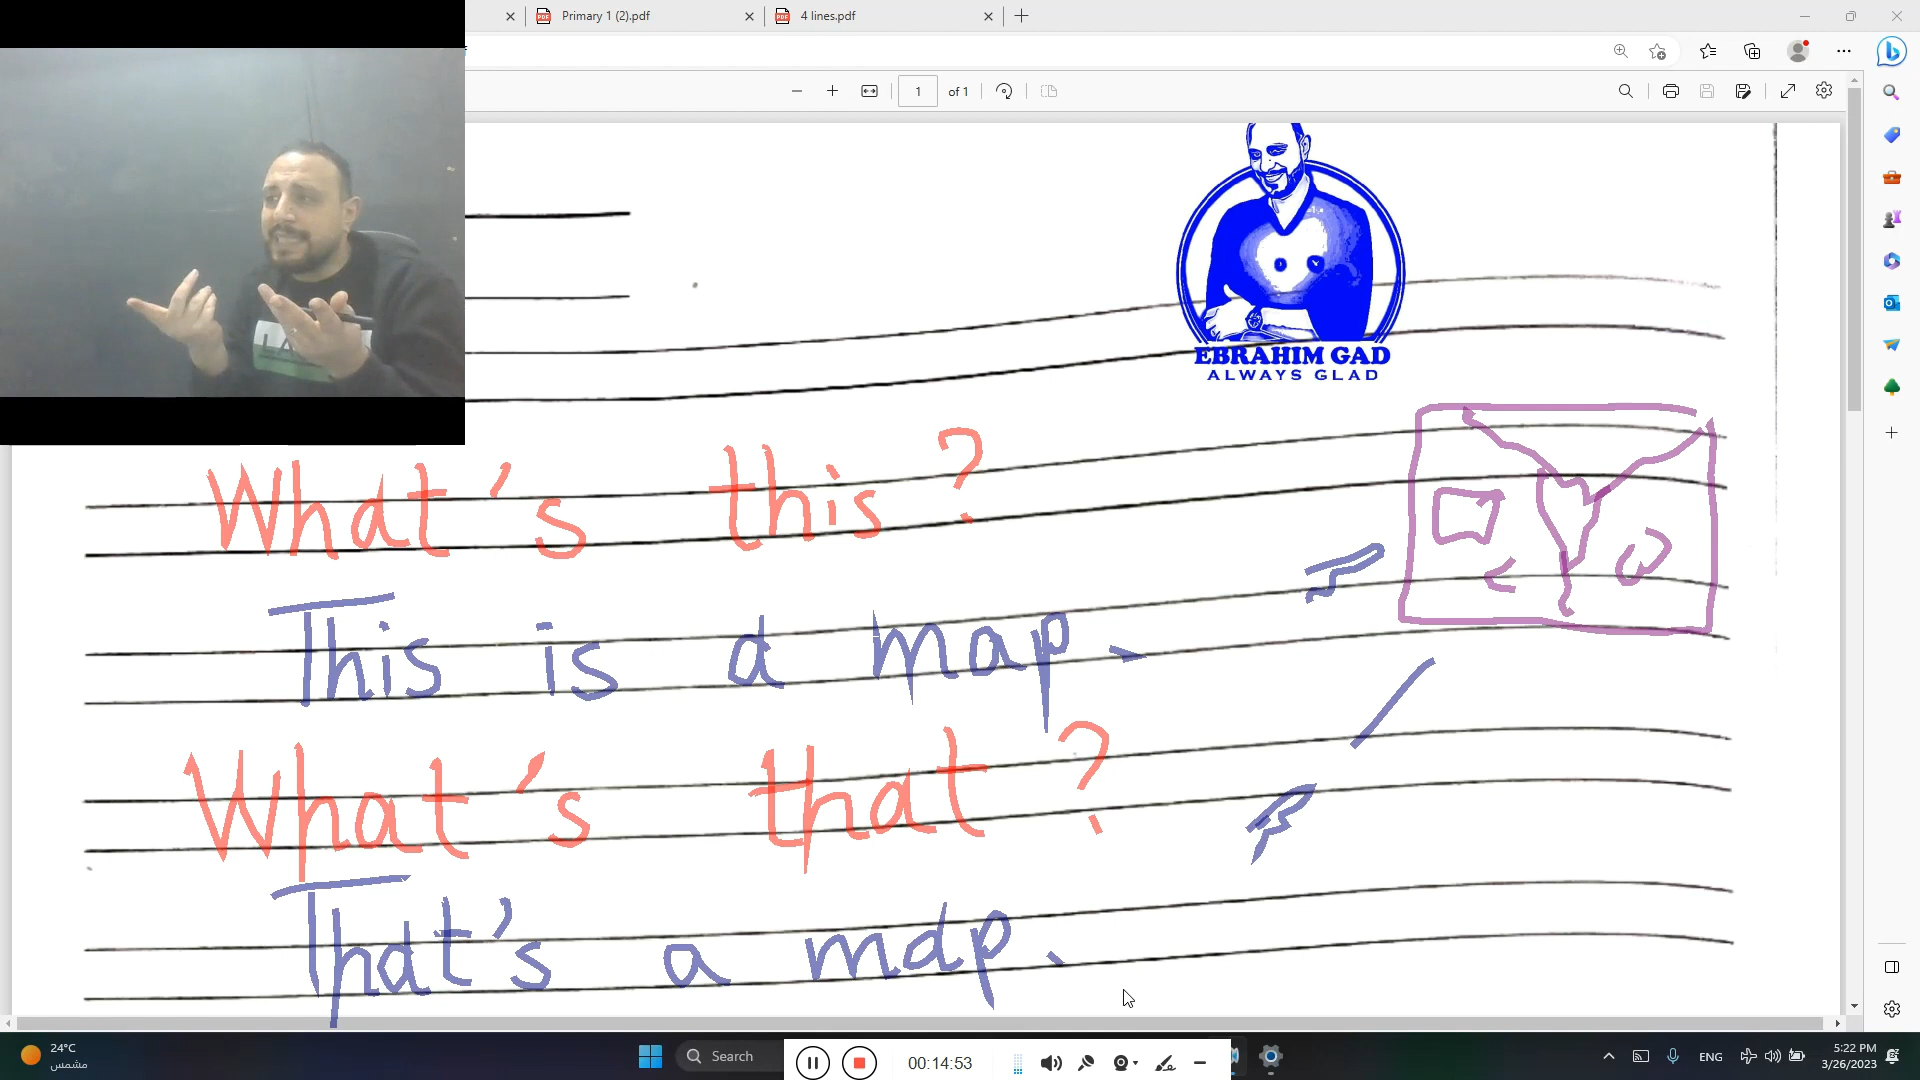 Primary 1 (2).pdf
4 lines.pdf
1
of 1
EBRAHIM GAD
ALWAYS GLAD
What's this?
This is a map.
What's that?
That's a map.
24°C
مشمس
Search
00:14:53
ENG
5:22 PM
3/26/2023